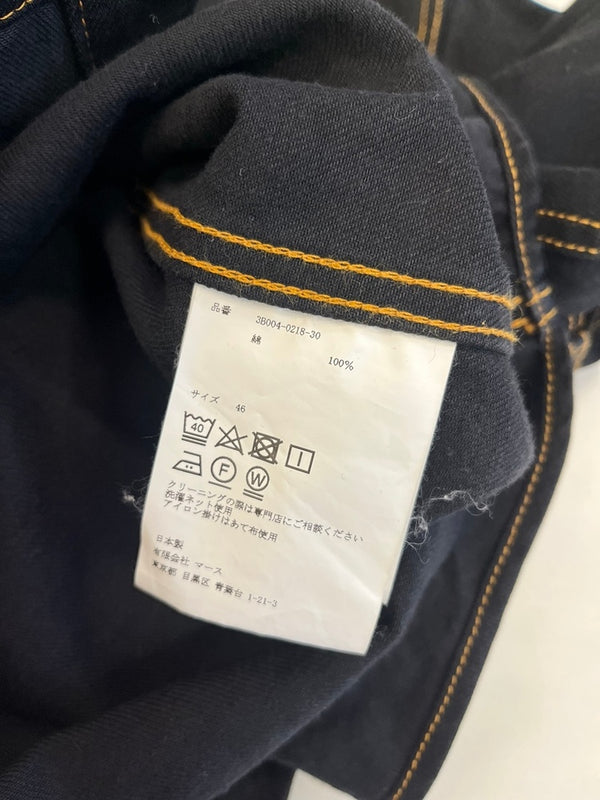 品番 3B004-0218-30
綿 100%
サイズ 46
40
F W
クリーニングの際は専門店にご相談ください
洗濯ネット使用
アイロン掛けはあて布使用
日本製
有限会社 マース
東京都 目黒区 青葉台 1-21-3